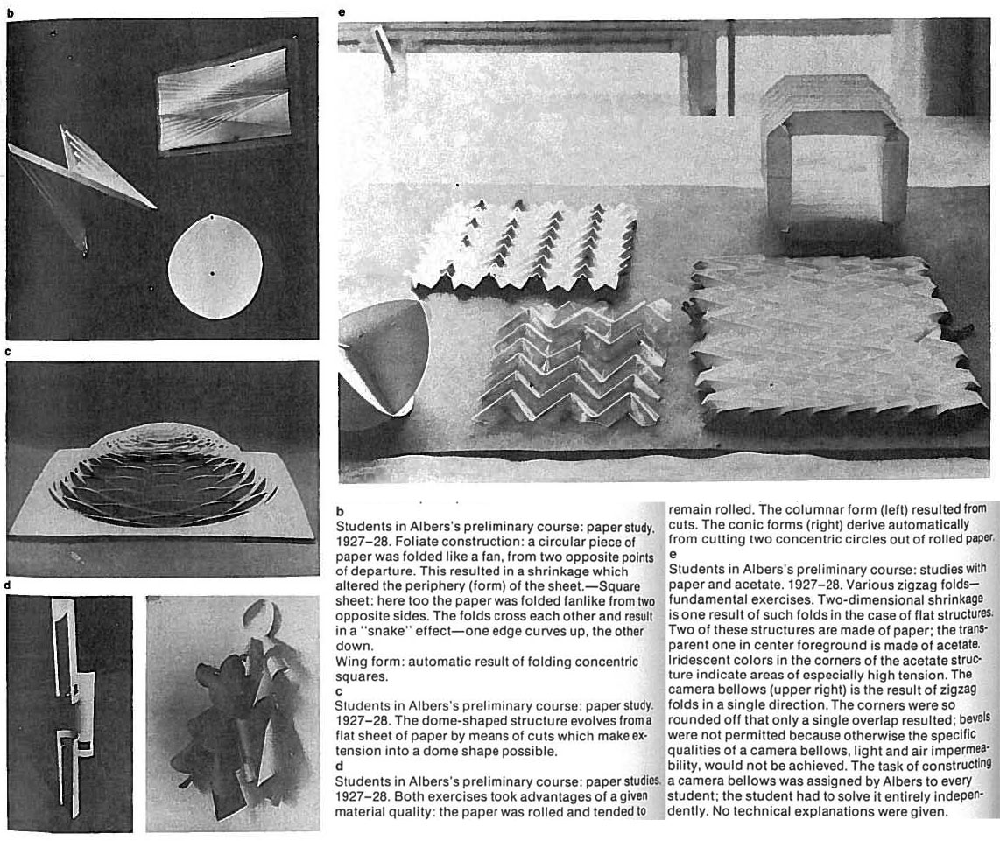 b
e
c
d
b
Students in Albers's preliminary course: paper study.
1927–28. Foliate construction: a circular piece of
paper was folded like a fan, from two opposite points
of departure. This resulted in a shrinkage which
altered the periphery (form) of the sheet.—Square
sheet: here too the paper was folded fanlike from two
opposite sides. The folds cross each other and result
in a "snake" effect—one edge curves up, the other
down.
Wing form: automatic result of folding concentric
squares.
c
Students in Albers's preliminary course: paper study.
1927–28. The dome-shaped structure evolves from a
flat sheet of paper by means of cuts which make ex-
tension into a dome shape possible.
d
Students in Albers's preliminary course: paper studies.
1927–28. Both exercises took advantages of a given
material quality: the paper was rolled and tended to
remain rolled. The columnar form (left) resulted from
cuts. The conic forms (right) derive automatically
from cutting two concentric circles out of rolled paper.
e
Students in Albers's preliminary course: studies with
paper and acetate. 1927–28. Various zigzag folds—
fundamental exercises. Two-dimensional shrinkage
is one result of such folds in the case of flat structures.
Two of these structures are made of paper; the trans-
parent one in center foreground is made of acetate.
Iridescent colors in the corners of the acetate struc-
ture indicate areas of especially high tension. The
camera bellows (upper right) is the result of zigzag
folds in a single direction. The corners were so
rounded off that only a single overlap resulted; bevels
were not permitted because otherwise the specific
qualities of a camera bellows, light and air impermea-
bility, would not be achieved. The task of constructing
a camera bellows was assigned by Albers to every
student; the student had to solve it entirely indepen-
dently. No technical explanations were given.